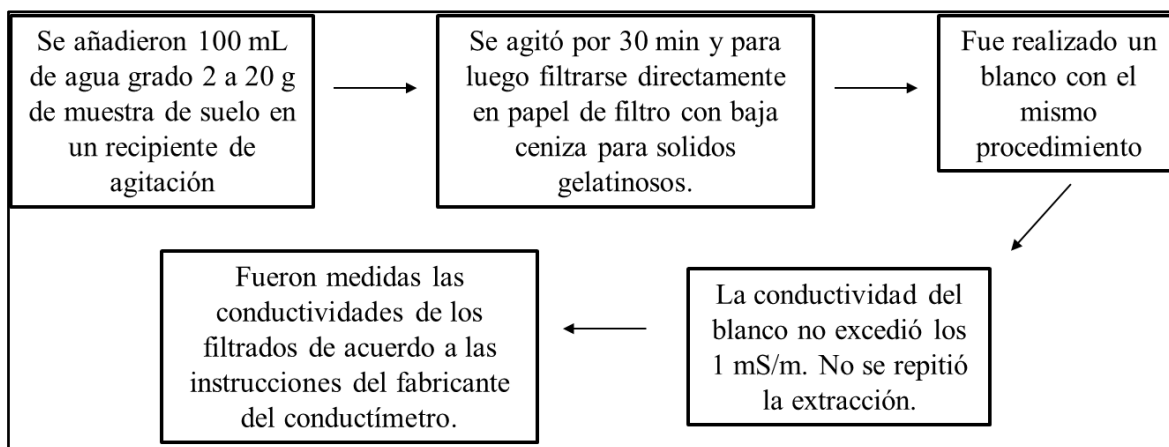 Se añadieron 100 mL
de agua grado 2 a 20 g
de muestra de suelo en
un recipiente de
agitación
Se agitó por 30 min y para
luego filtrarse directamente
en papel de filtro con baja
ceniza para solidos
gelatinosos.
Fue realizado un
blanco con el
mismo
procedimiento
La conductividad del
blanco no excedió los
1 mS/m. No se repitió
la extracción.
Fueron medidas las
conductividades de los
filtrados de acuerdo a las
instrucciones del fabricante
del conductímetro.